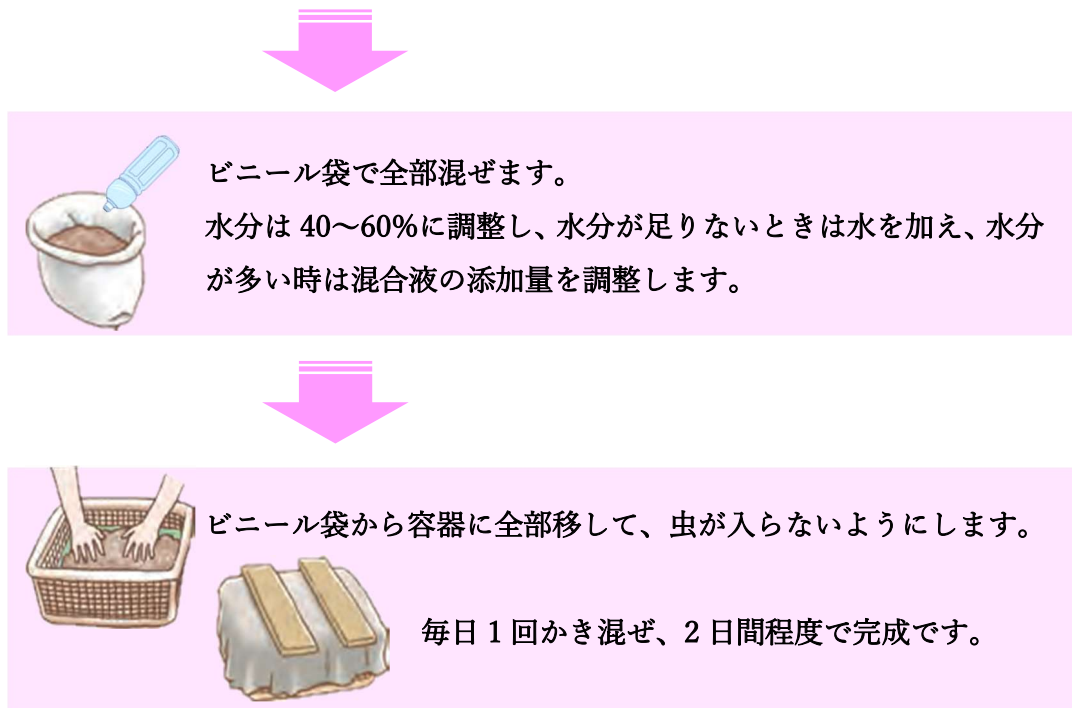 ビニール袋で全部混ぜます。
水分は 40～60%に調整し、水分が足りないときは水を加え、水分
が多い時は混合液の添加量を調整します。
ビニール袋から容器に全部移して、虫が入らないようにします。
毎日 1 回かき混ぜ、2 日間程度で完成です。